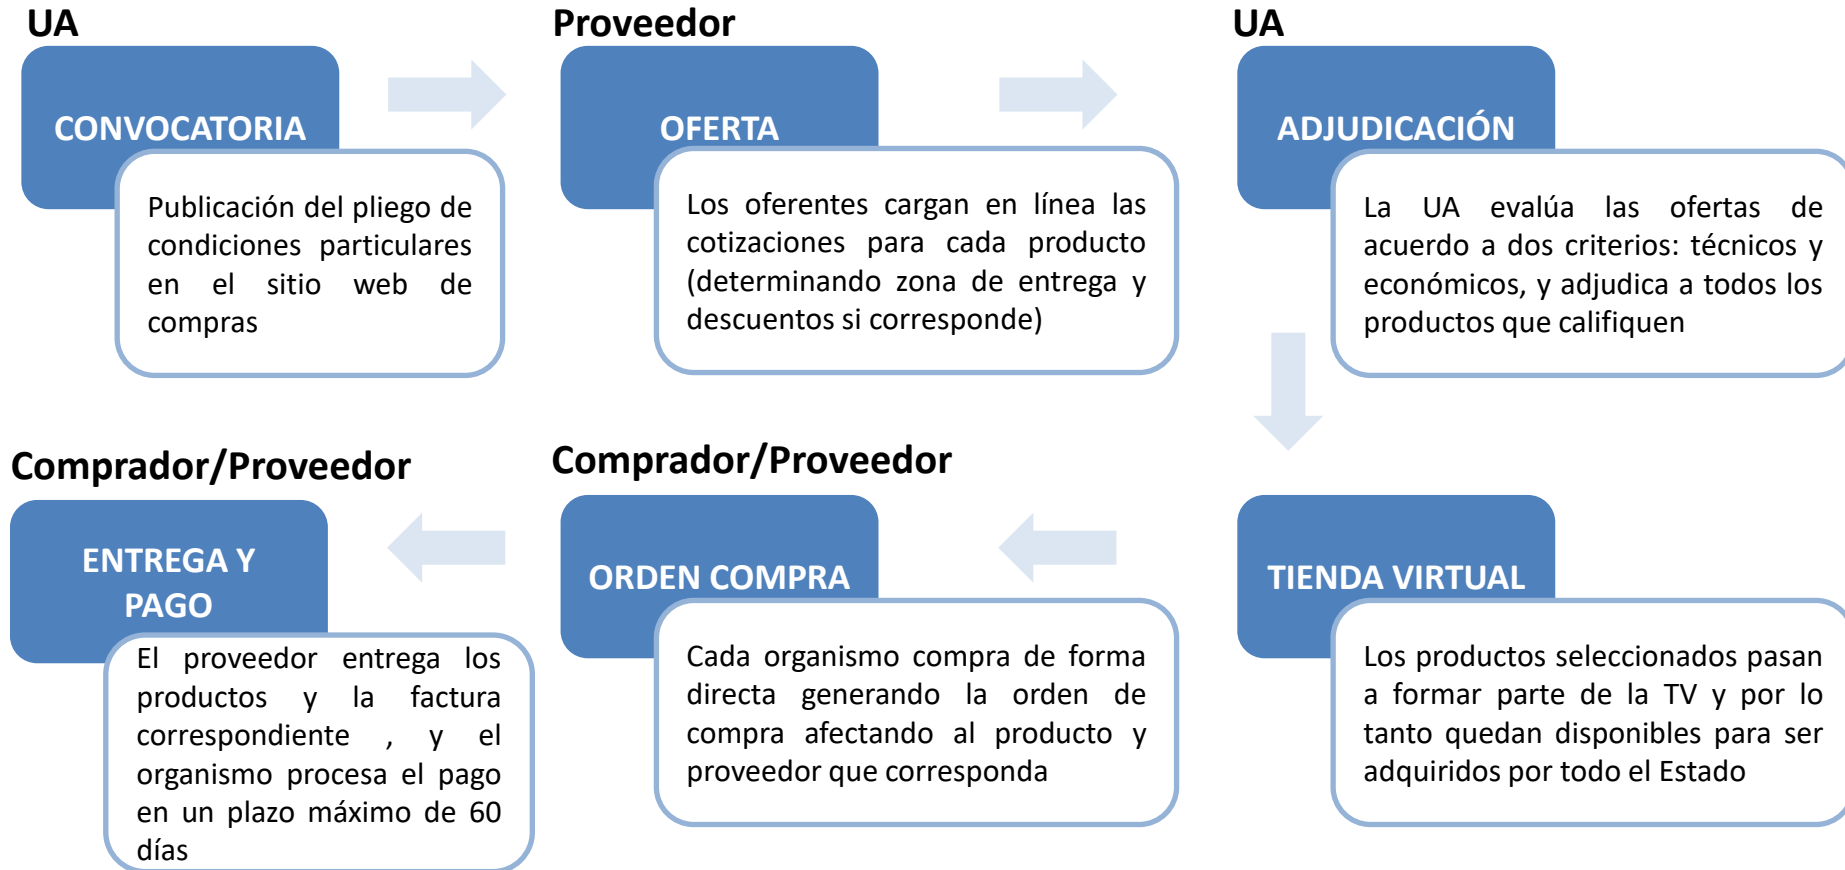 UA
CONVOCATORIA
Publicación del pliego de
condiciones particulares
en el sitio web de
compras
Proveedor
OFERTA
Los oferentes cargan en línea las
cotizaciones para cada producto
(determinando zona de entrega y
descuentos si corresponde)
UA
ADJUDICACIÓN
La UA evalúa las ofertas de
acuerdo a dos criterios: técnicos y
económicos, y adjudica a todos los
productos que califiquen
TIENDA VIRTUAL
Los productos seleccionados pasan
a formar parte de la TV y por lo
tanto quedan disponibles para ser
adquiridos por todo el Estado
Comprador/Proveedor
ORDEN COMPRA
Cada organismo compra de forma
directa generando la orden de
compra afectando al producto y
proveedor que corresponda
Comprador/Proveedor
ENTREGA Y
PAGO
El proveedor entrega los
productos y la factura
correspondiente , y el
organismo procesa el pago
en un plazo máximo de 60
días